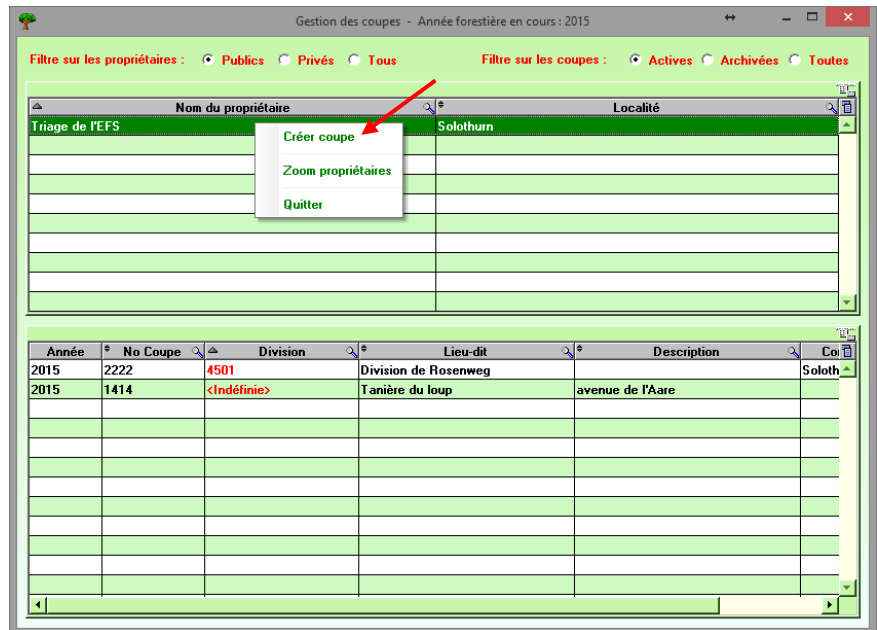 Gestion des coupes - Année forestière en cours : 2015
Filtre sur les propriétaires : Publics Privés Tous Filtre sur les coupes : Actives Archivées Toutes
Nom du propriétaire Localité
Triage de l'EFS Solothurn
Créer coupe
Zoom propriétaires
Quitter
Année No Coupe Division Lieu-dit Description Co
2015 2222 4501 Division de Rosenweg Soloth
2015 1414 <Indéfinie> Tanière du loup avenue de l'Aare